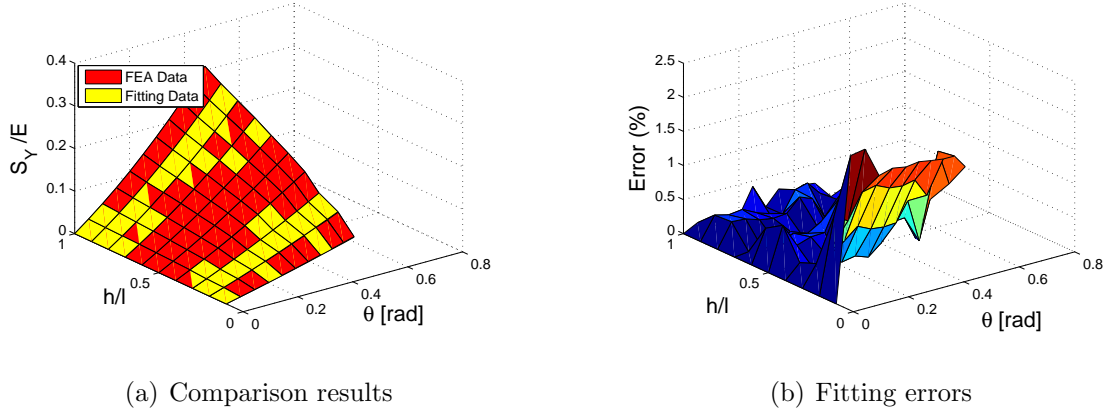 0.4
FEA Data
Fitting Data
0.3
0.2
0.1
0
S_Y /E
1
0.5
0
h/l
0
0.2
0.4
0.6
0.8
θ [rad]
(a) Comparison results
2.5
2
1.5
1
0.5
0
Error (%)
1
0.5
0
h/l
0
0.2
0.4
0.6
0.8
θ [rad]
(b) Fitting errors